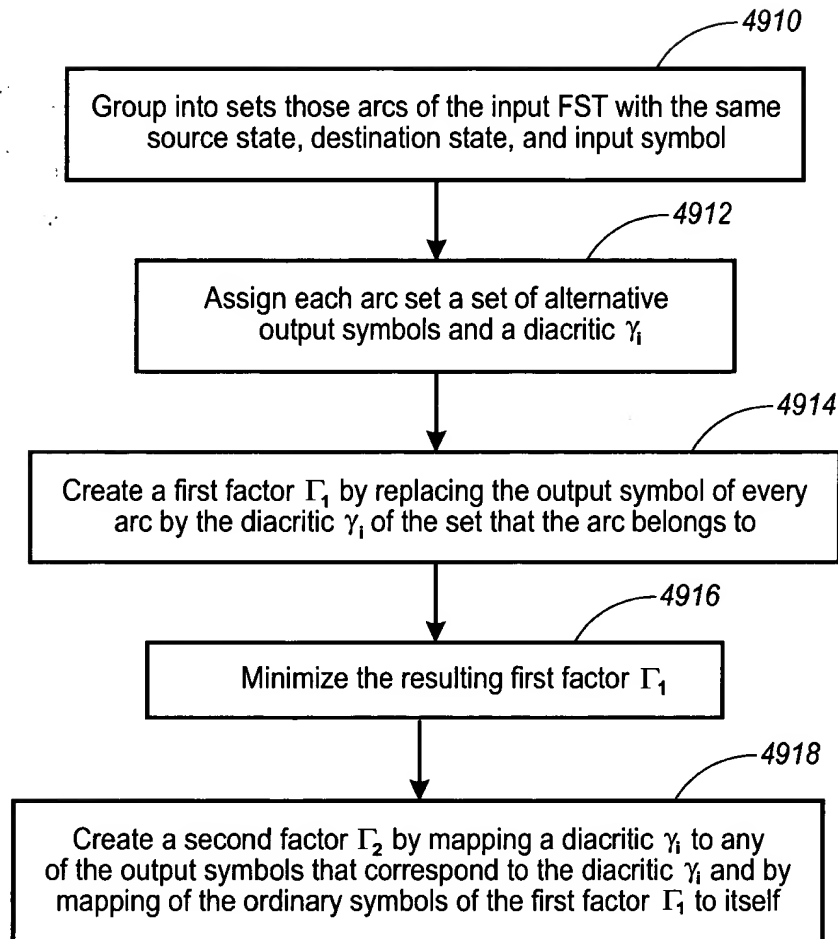 4910
Group into sets those arcs of the input FST with the same
source state, destination state, and input symbol
4912
Assign each arc set a set of alternative
output symbols and a diacritic γi
4914
Create a first factor Γ1 by replacing the output symbol of every
arc by the diacritic γi of the set that the arc belongs to
4916
Minimize the resulting first factor Γ1
4918
Create a second factor Γ2 by mapping a diacritic γi to any
of the output symbols that correspond to the diacritic γi and by
mapping of the ordinary symbols of the first factor Γ1 to itself